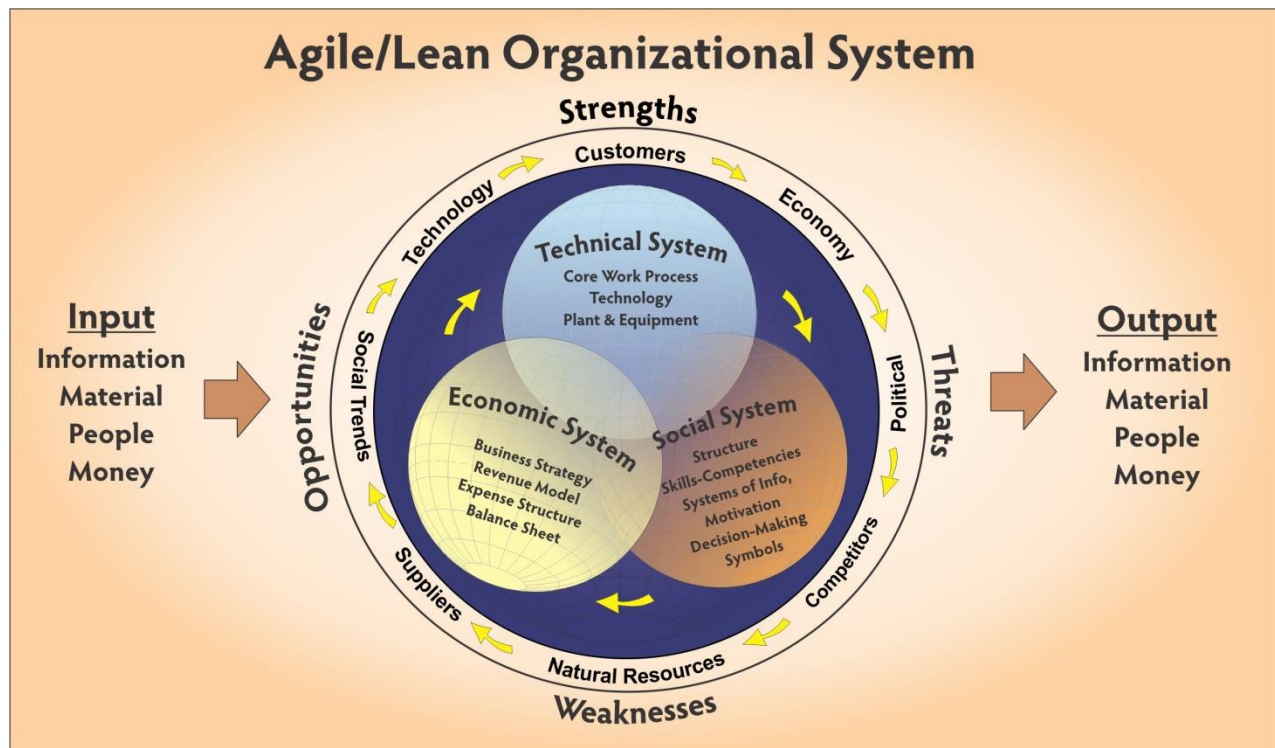 Agile/Lean Organizational System
Strengths
Customers
Economy
Political
Competitors
Natural Resources
Suppliers
Social Trends
Technology
Opportunities
Threats
Weaknesses
Input
Information
Material
People
Money
Technical System
Core Work Process
Technology
Plant & Equipment
Economic System
Business Strategy
Revenue Model
Expense Structure
Balance Sheet
Social System
Structure
Skills-Competencies
Systems of Info,
Motivation
Decision-Making
Symbols
Output
Information
Material
People
Money